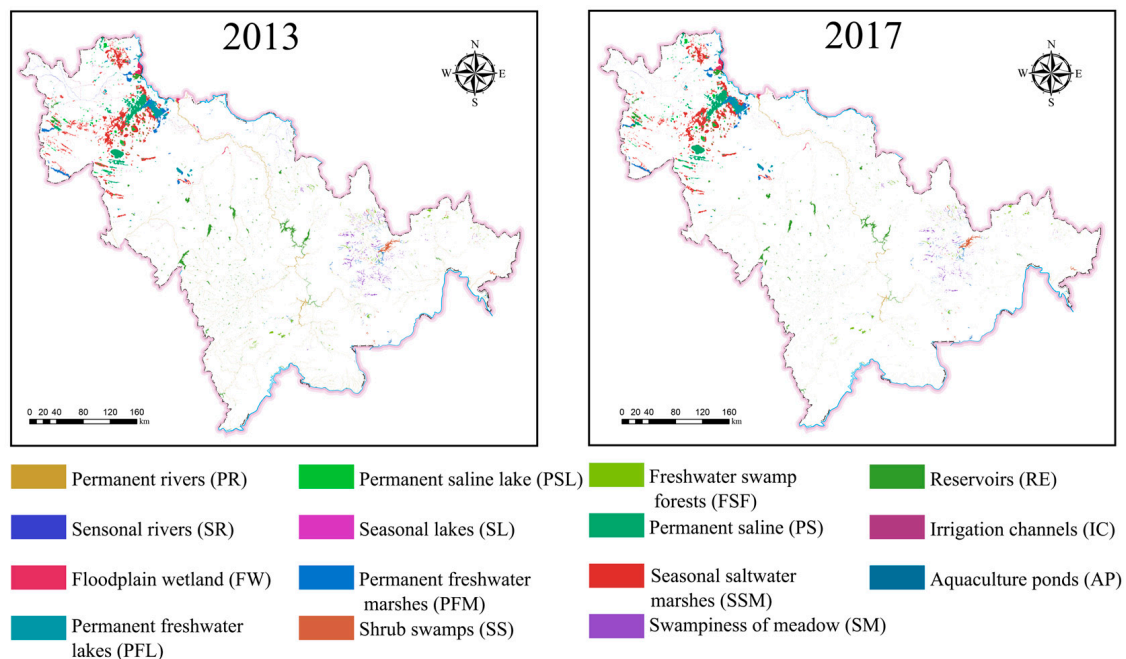 2013
N
W E
S
0 20 40 80 120 160
km
2017
N
W E
S
0 20 40 80 120 160
km
Permanent rivers (PR)
Sensonal rivers (SR)
Floodplain wetland (FW)
Permanent freshwater
lakes (PFL)
Permanent saline lake (PSL)
Seasonal lakes (SL)
Permanent freshwater
marshes (PFM)
Shrub swamps (SS)
Freshwater swamp
forests (FSF)
Permanent saline (PS)
Seasonal saltwater
marshes (SSM)
Swampiness of meadow (SM)
Reservoirs (RE)
Irrigation channels (IC)
Aquaculture ponds (AP)